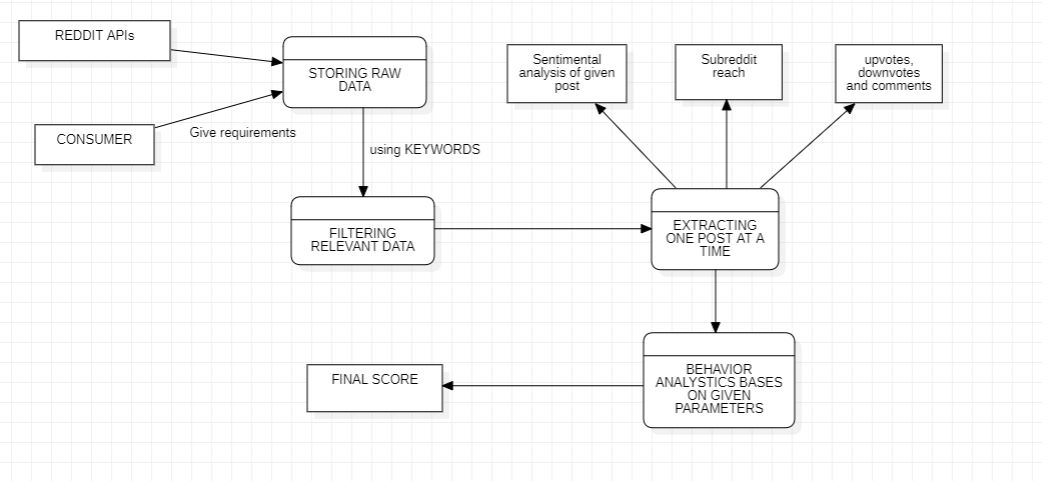 REDDIT APIs
STORING RAW
DATA
CONSUMER
Give requirements
using KEYWORDS
FILTERING
RELEVANT DATA
Sentimental
analysis of given
post
Subreddit
reach
upvotes,
downvotes
and comments
EXTRACTING
ONE POST AT A
TIME
BEHAVIOR
ANALYSTICS BASES
ON GIVEN
PARAMETERS
FINAL SCORE